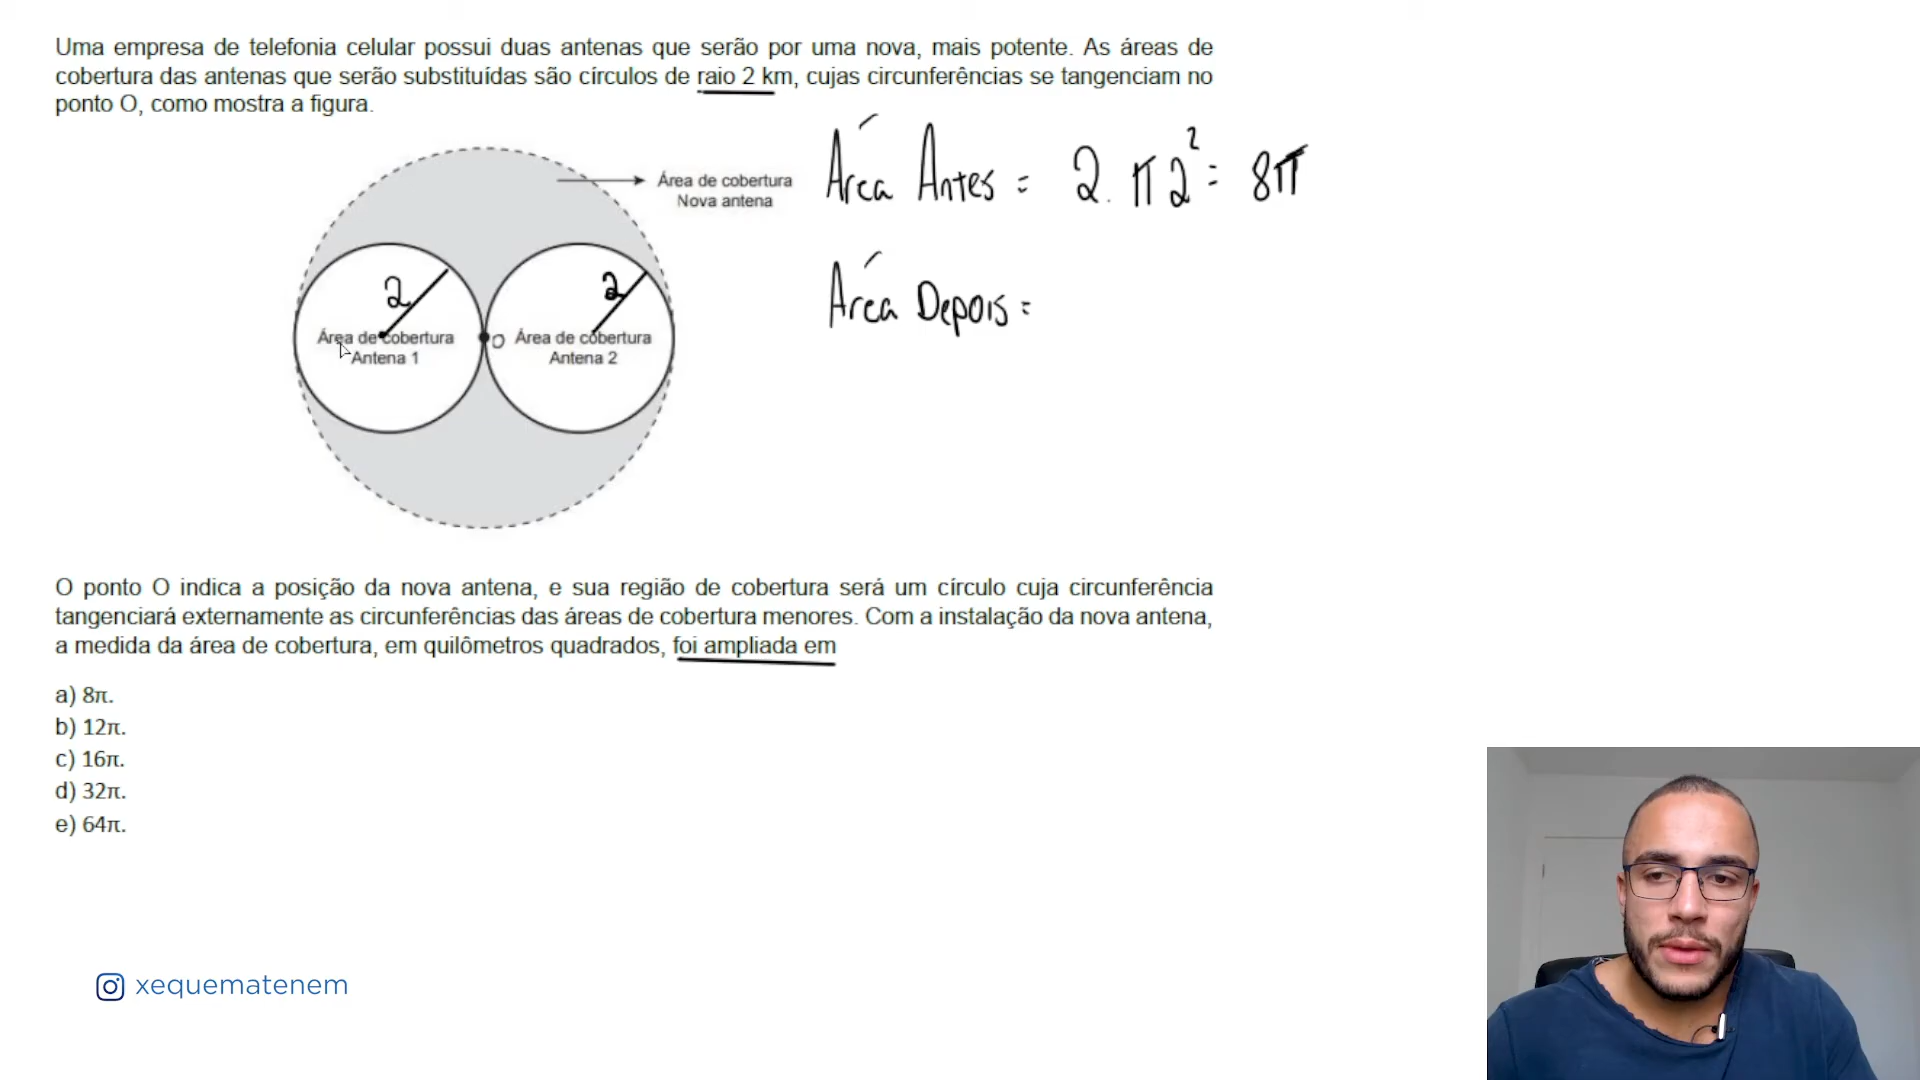 Uma empresa de telefonia celular possui duas antenas que serão por uma nova, mais potente. As áreas de
cobertura das antenas que serão substituídas são círculos de raio 2 km, cujas circunferências se tangenciam no
ponto O, como mostra a figura.
Área de cobertura
Nova antena
Área Antes = 2. π 2² = 8π
Área Depois =
2
2
Área de cobertura
Antena 1
O
Área de cobertura
Antena 2
O ponto O indica a posição da nova antena, e sua região de cobertura será um círculo cuja circunferência
tangenciará externamente as circunferências das áreas de cobertura menores. Com a instalação da nova antena,
a medida da área de cobertura, em quilômetros quadrados, foi ampliada em
a) 8π.
b) 12π.
c) 16π.
d) 32π.
e) 64π.
xequematenem